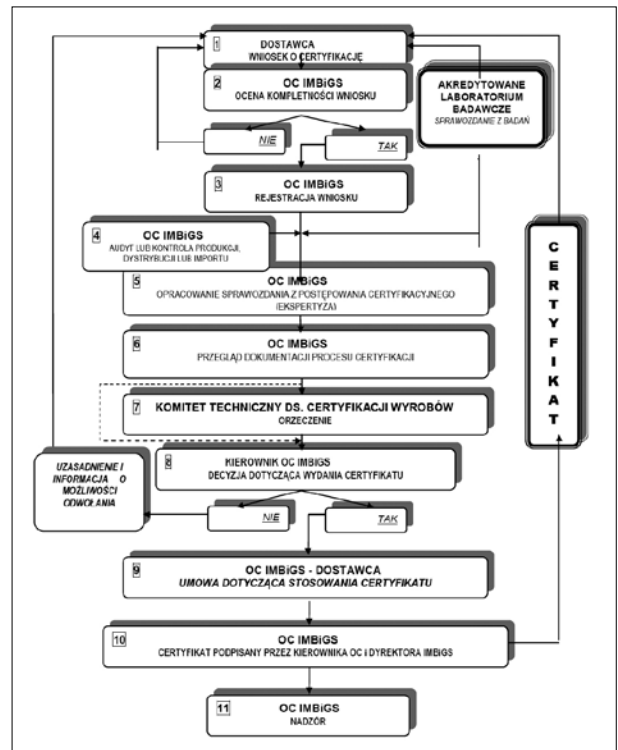 1 DOSTAWCA
WNIOSEK O CERTYFIKACJĘ
2 OC IMBiGS
OCENA KOMPLETNOŚCI WNIOSKU
AKREDYTOWANE
LABORATORIUM
BADAWCZE
SPRAWOZDANIE Z BADAŃ
NIE
TAK
3 OC IMBiGS
REJESTRACJA WNIOSKU
4 OC IMBiGS
AUDYT LUB KONTROLA PRODUKCJI,
DYSTRYBUCJI LUB IMPORTU
5 OC IMBiGS
OPRACOWANIE SPRAWOZDANIA Z POSTĘPOWANIA CERTYFIKACYJNEGO
(EKSPERTYZA)
6 OC IMBiGS
PRZEGLĄD DOKUMENTACJI PROCESU CERTYFIKACJI
7 KOMITET TECHNICZNY DS. CERTYFIKACJI WYROBÓW
ORZECZENIE
8 KIEROWNIK OC IMBiGS
DECYZJA DOTYCZĄCA WYDANIA CERTYFIKATU
UZASADNIENIE I
INFORMACJA O
MOŻLIWOŚCI
ODWOŁANIA
NIE
TAK
9 OC IMBiGS - DOSTAWCA
UMOWA DOTYCZĄCA STOSOWANIA CERTYFIKATU
10 OC IMBiGS
CERTYFIKAT PODPISANY PRZEZ KIEROWNIKA OC i DYREKTORA IMBiGS
11 OC IMBiGS
NADZÓR
CERTYFIKAT